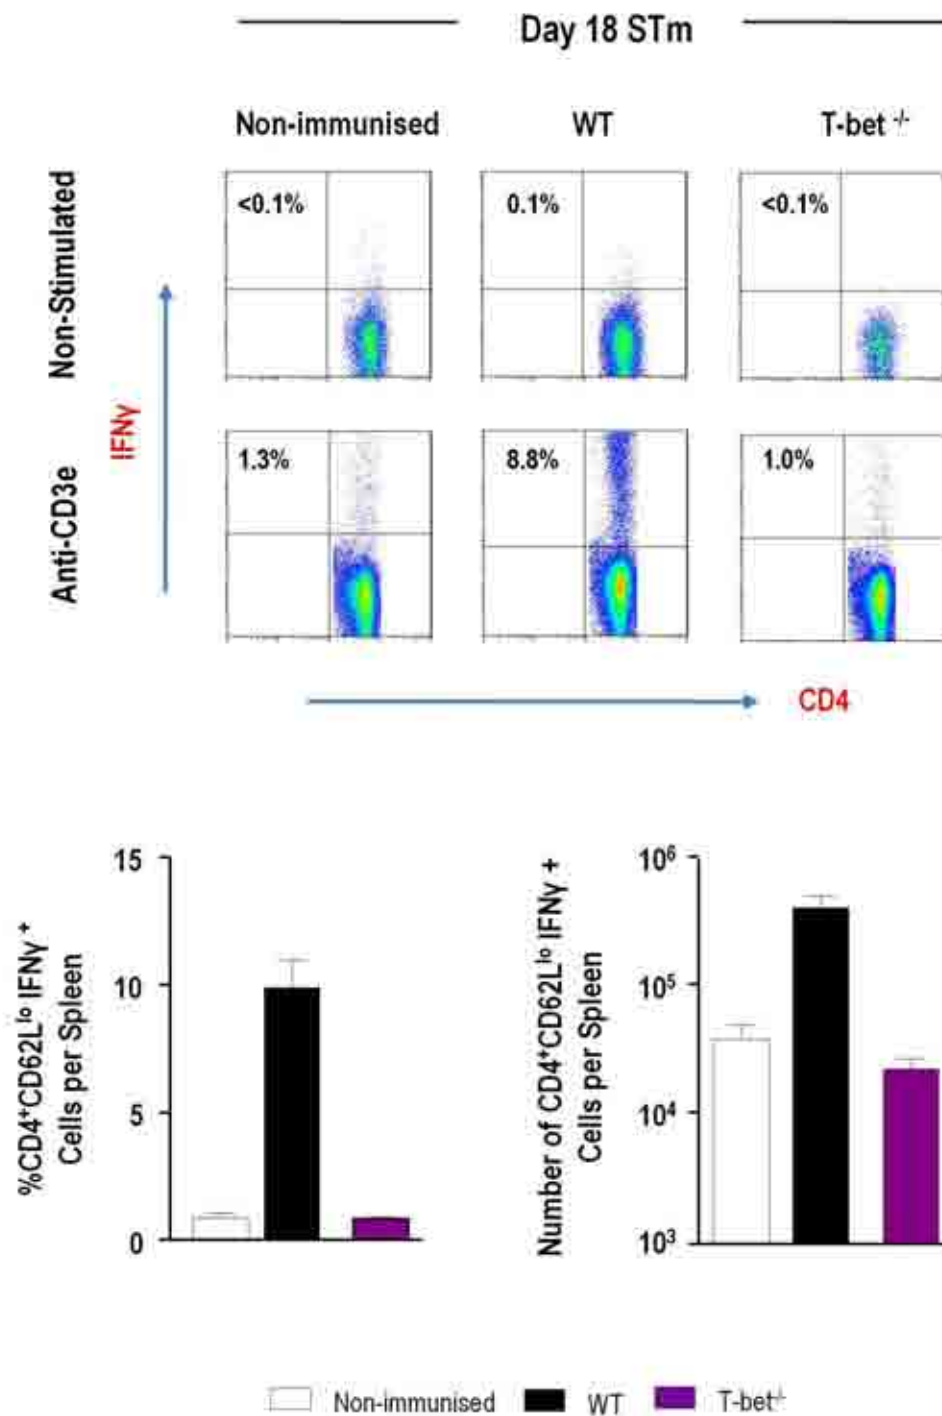 Day 18 STm
Non-immunised WT T-bet -/-
Non-Stimulated
<0.1% 0.1% <0.1%
IFNγ
Anti-CD3e
1.3% 8.8% 1.0%
CD4
%CD4+CD62Llo IFNγ +
Cells per Spleen
15
10
5
0
Number of CD4+CD62Llo IFNγ +
Cells per Spleen
10⁶
10⁵
10⁴
10³
Non-immunised WT T-bet-/-